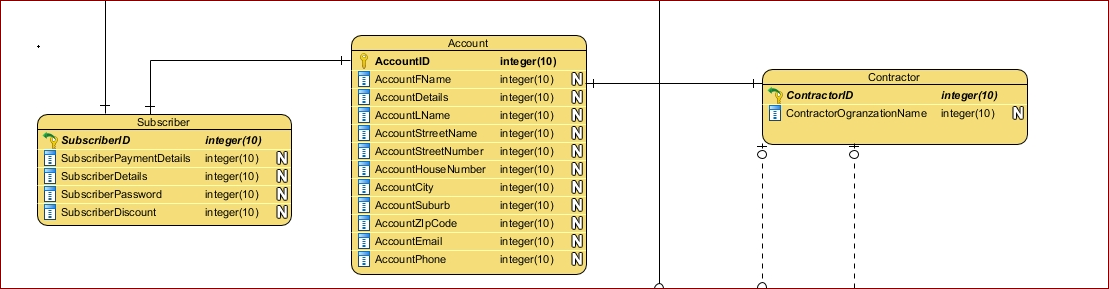 Account
AccountID integer(10)
AccountFName integer(10) N
AccountDetails integer(10) N
AccountLName integer(10) N
AccountStrreetName integer(10) N
AccountStreetNumber integer(10) N
AccountHouseNumber integer(10) N
AccountCity integer(10) N
AccountSuburb integer(10) N
AccountZIpCode integer(10) N
AccountEmail integer(10) N
AccountPhone integer(10) N
Subscriber
SubscriberID integer(10)
SubscriberPaymentDetails integer(10) N
SubscriberDetails integer(10) N
SubscriberPassword integer(10) N
SubscriberDiscount integer(10) N
Contractor
ContractorID integer(10)
ContractorOgranzationName integer(10) N